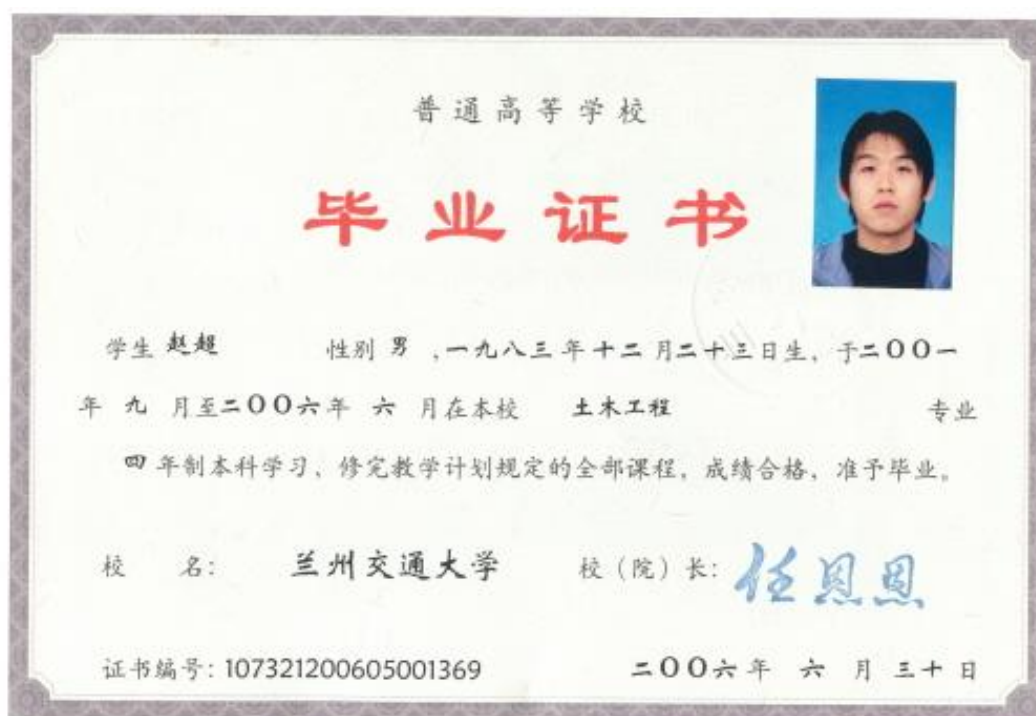 普通高等学校
毕业证书
学生 赵超 性别 男 ,一九八三年十二月二十三日生,于二〇〇一
年 九 月至二〇〇六年 六 月在本校 土木工程 专业
四年制本科学习、修完教学计划规定的全部课程,成绩合格、准予毕业。
校 名: 兰州交通大学 校(院)长: 任恩恩
证书编号:107321200605001369 二〇〇六年 六 月 三十日